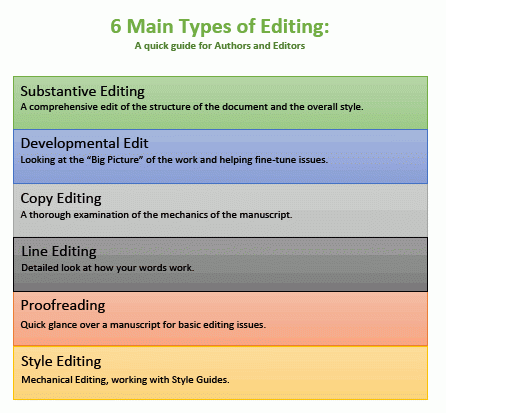 6 Main Types of Editing:
A quick guide for Authors and Editors
Substantive Editing
A comprehensive edit of the structure of the document and the overall style.
Developmental Edit
Looking at the “Big Picture” of the work and helping fine-tune issues.
Copy Editing
A thorough examination of the mechanics of the manuscript.
Line Editing
Detailed look at how your words work.
Proofreading
Quick glance over a manuscript for basic editing issues.
Style Editing
Mechanical Editing, working with Style Guides.